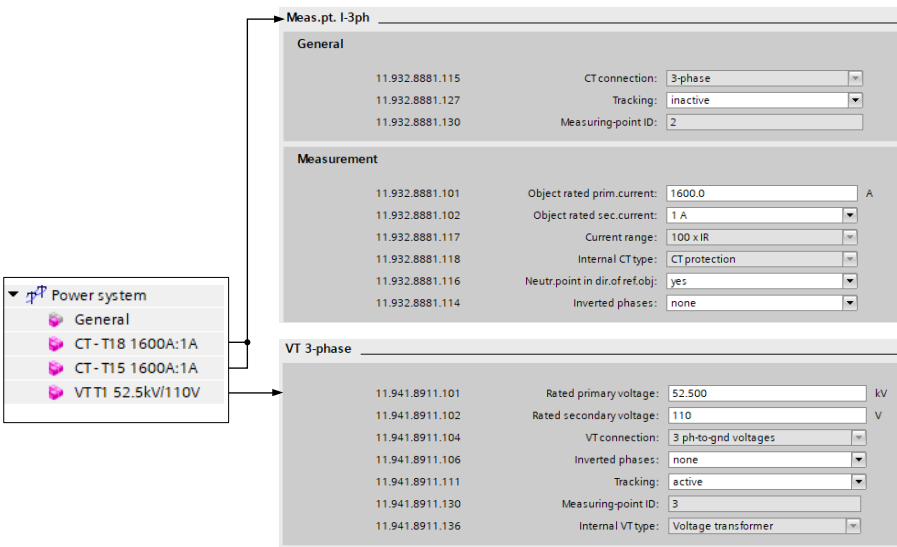 Meas.pt. I-3ph
General
11.932.8881.115 CT connection: 3-phase
11.932.8881.127 Tracking: inactive
11.932.8881.130 Measuring-point ID: 2
Measurement
11.932.8881.101 Object rated prim.current: 1600.0 A
11.932.8881.102 Object rated sec.current: 1 A
11.932.8881.117 Current range: 100 x IR
11.932.8881.118 Internal CT type: CT protection
11.932.8881.116 Neutr.point in dir.of ref.obj: yes
11.932.8881.114 Inverted phases: none
Power system
General
CT - T18 1600A:1A
CT - T15 1600A:1A
VT T1 52.5kV/110V
VT 3-phase
11.941.8911.101 Rated primary voltage: 52.500 kV
11.941.8911.102 Rated secondary voltage: 110 V
11.941.8911.104 VT connection: 3 ph-to-gnd voltages
11.941.8911.106 Inverted phases: none
11.941.8911.111 Tracking: active
11.941.8911.130 Measuring-point ID: 3
11.941.8911.136 Internal VT type: Voltage transformer